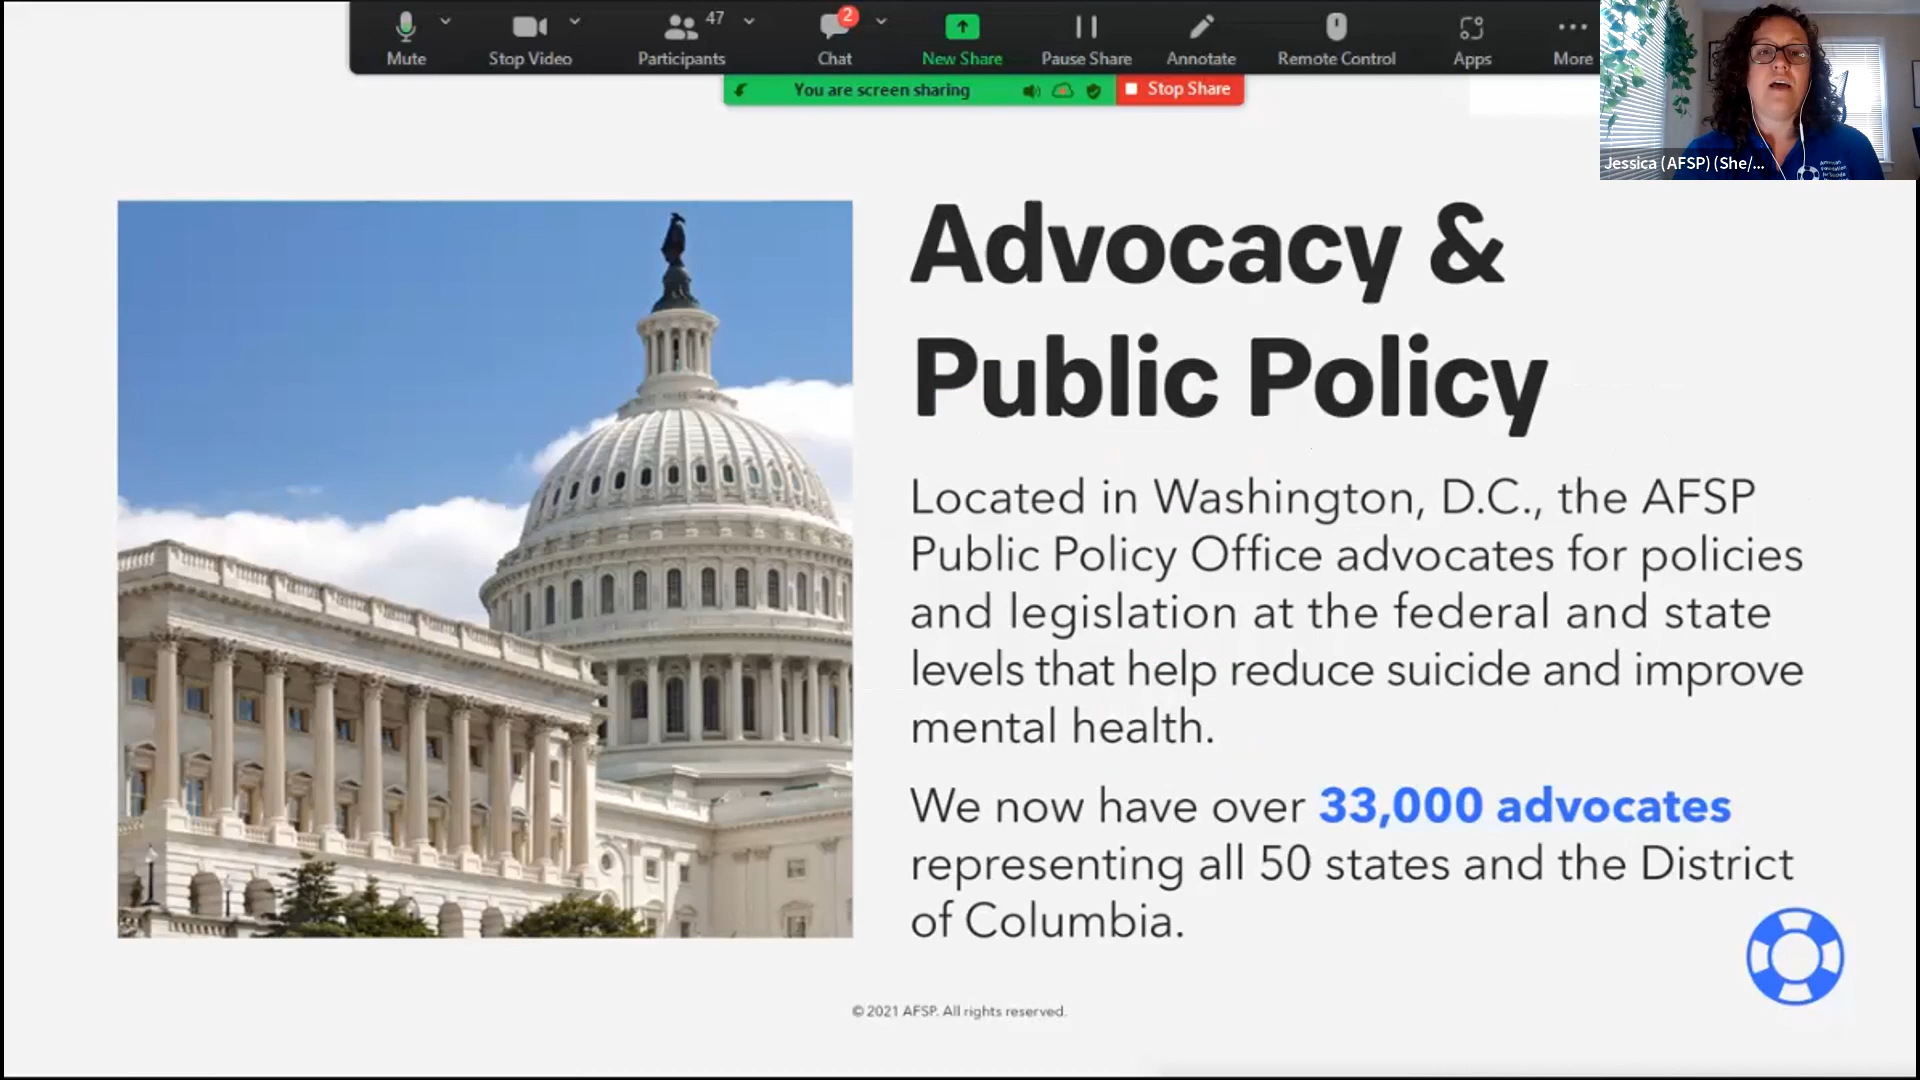 Mute
Stop Video
47
Participants
2
Chat
New Share
Pause Share
Annotate
Remote Control
Apps
More
You are screen sharing
Stop Share
Jessica (AFSP) (She/...
American
Foundation
for Suicide
Advocacy &
Public Policy
Located in Washington, D.C., the AFSP
Public Policy Office advocates for policies
and legislation at the federal and state
levels that help reduce suicide and improve
mental health.
We now have over 33,000 advocates
representing all 50 states and the District
of Columbia.
© 2021 AFSP. All rights reserved.